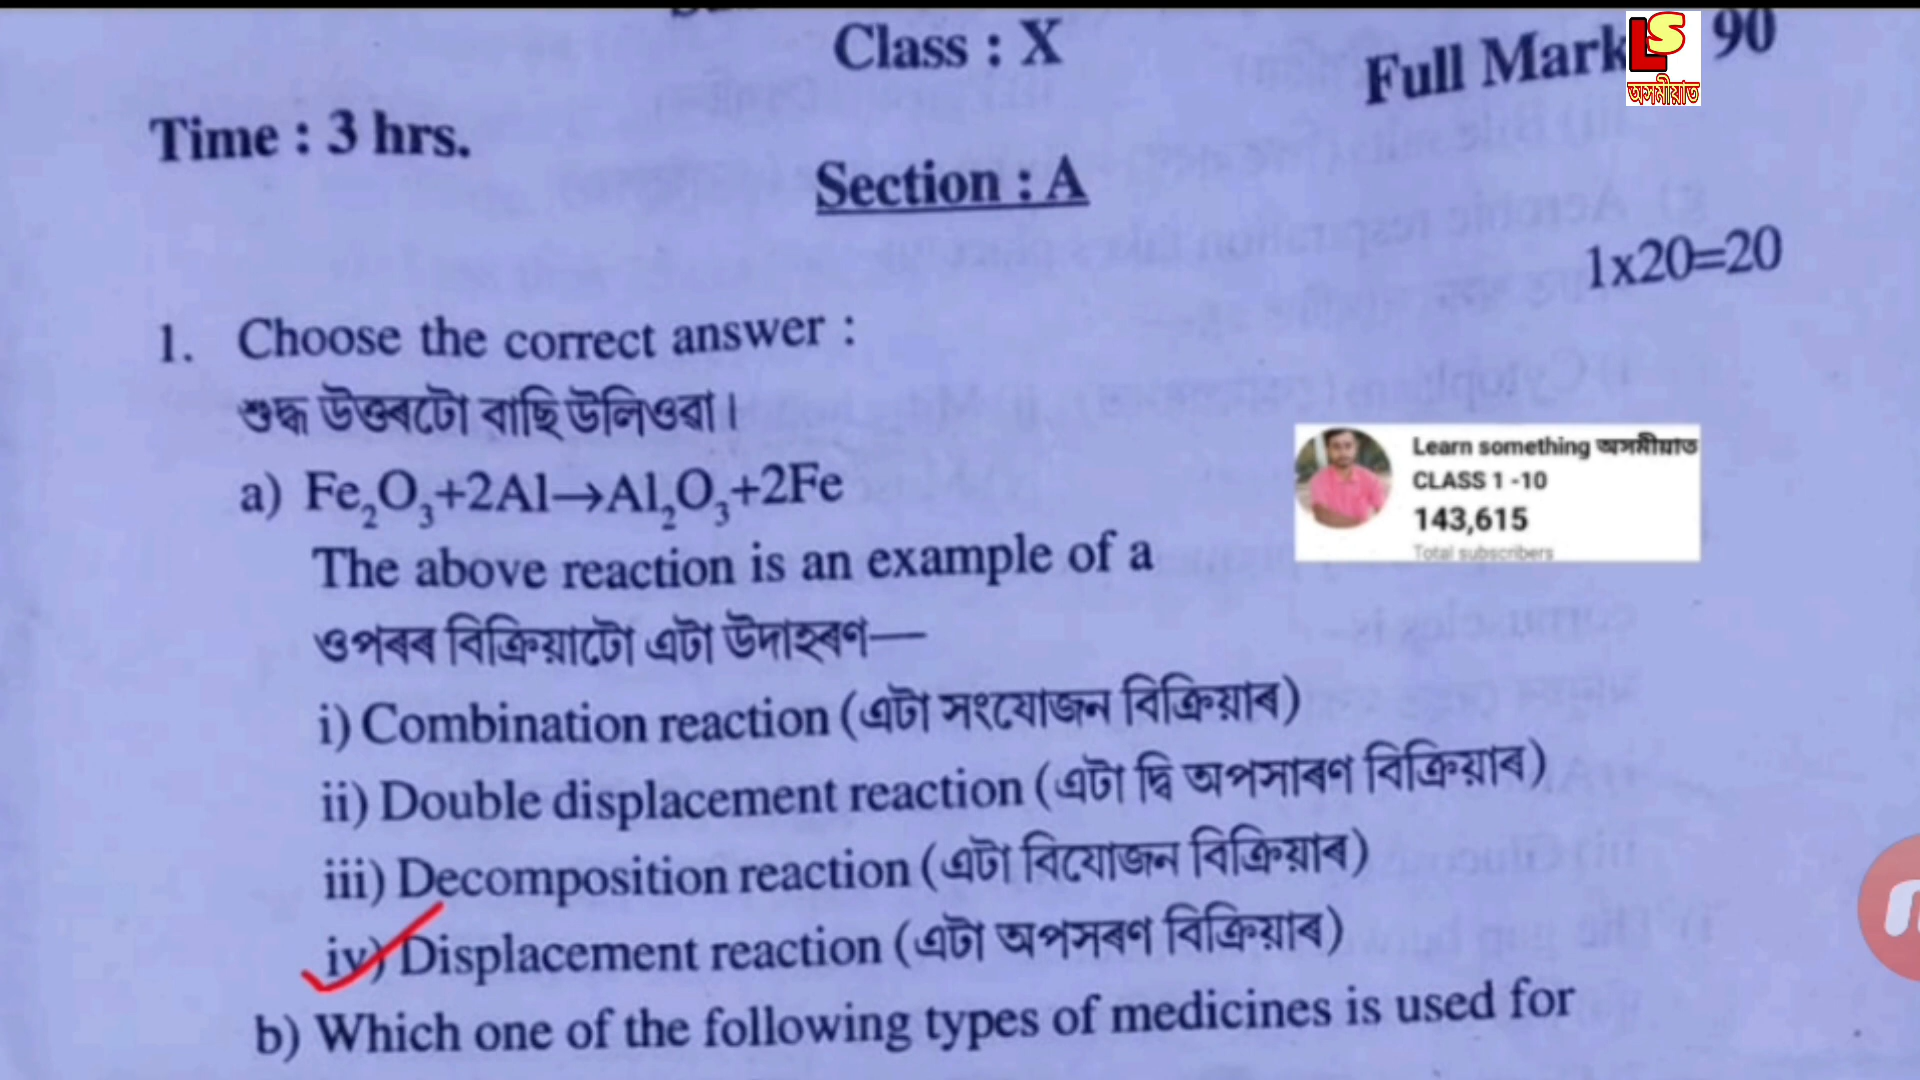 Class : X
Full Mark 90
Time : 3 hrs.
Section : A
1x20=20
1. Choose the correct answer :
শুদ্ধ উত্তৰটো বাছি উলিওৱা।
a) Fe₂O₃+2Al→Al₂O₃+2Fe
The above reaction is an example of a
ওপৰৰ বিক্ৰিয়াটো এটা উদাহৰণ—
i) Combination reaction (এটা সংযোজন বিক্ৰিয়াৰ)
ii) Double displacement reaction (এটা দ্বি অপসাৰণ বিক্ৰিয়াৰ)
iii) Decomposition reaction (এটা বিযোজন বিক্ৰিয়াৰ)
iv) Displacement reaction (এটা অপসৰণ বিক্ৰিয়াৰ)
b) Which one of the following types of medicines is used for
LS
অসমীয়াত
Learn something অসমীয়াত
CLASS 1 -10
143,615
Total subscribers